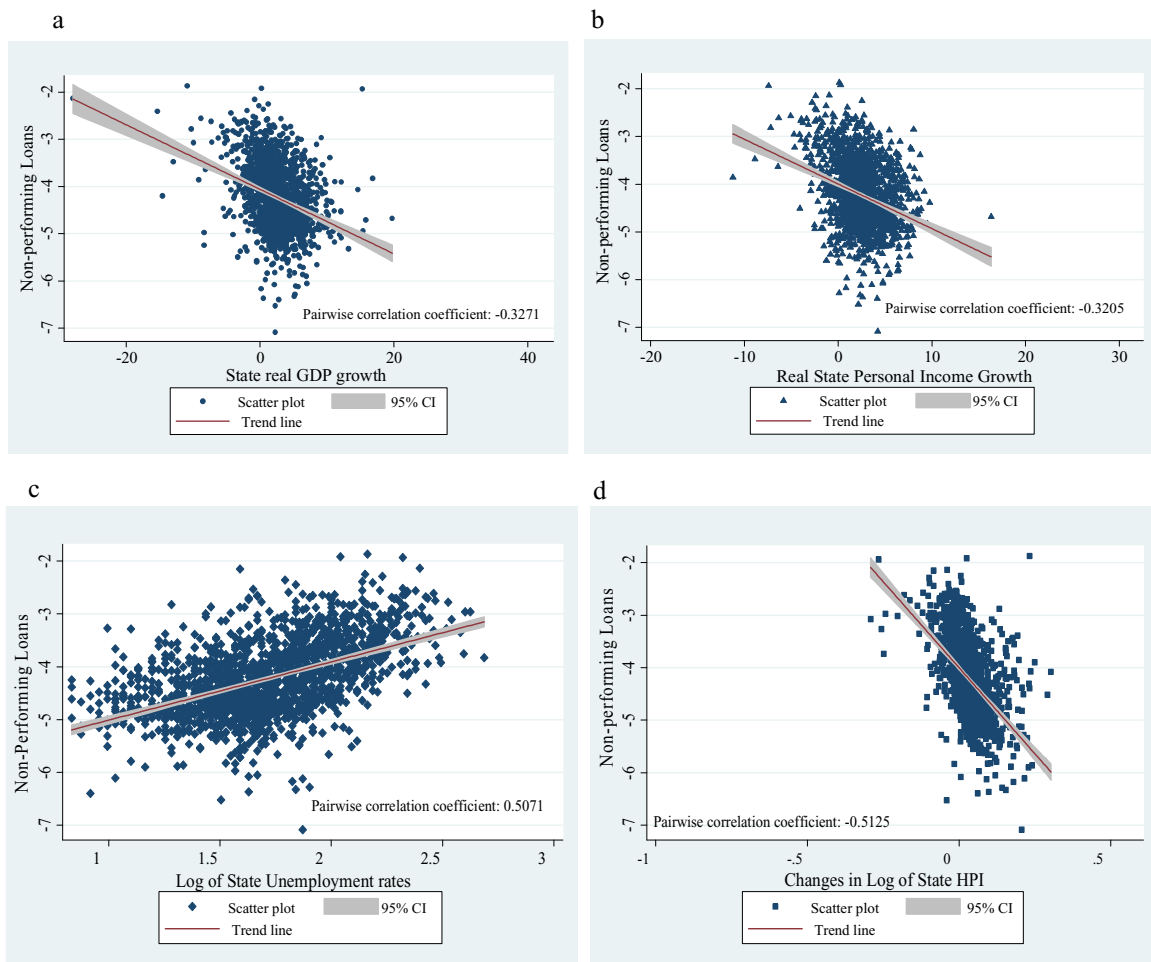 a
Non-performing Loans
-2
-3
-4
-5
-6
-7
Pairwise correlation coefficient: -0.3271
-20 0 20 40
State real GDP growth
Scatter plot 95% CI
Trend line
b
Non-performing Loans
-2
-3
-4
-5
-6
-7
Pairwise correlation coefficient: -0.3205
-20 -10 0 10 20 30
Real State Personal Income Growth
Scatter plot 95% CI
Trend line
c
Non-Performing Loans
-2
-3
-4
-5
-6
-7
Pairwise correlation coefficient: 0.5071
1 1.5 2 2.5 3
Log of State Unemployment rates
Scatter plot 95% CI
Trend line
d
Non-performing Loans
-2
-3
-4
-5
-6
-7
Pairwise correlation coefficient: -0.5125
-1 -.5 0 .5
Changes in Log of State HPI
Scatter plot 95% CI
Trend line